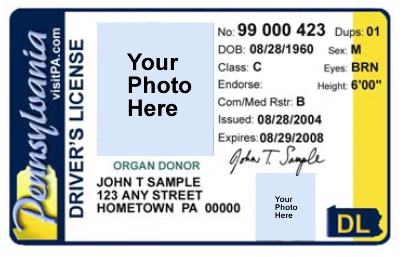 Pennsylvania
visitPA.com
DRIVER'S LICENSE
Your
Photo
Here
ORGAN DONOR
JOHN T SAMPLE
123 ANY STREET
HOMETOWN PA 00000
No: 99 000 423 Dups: 01
DOB: 08/28/1960 Sex: M
Class: C Eyes: BRN
Endorse: Height: 6'00"
Com/Med Rstr: B
Issued: 08/28/2004
Expires: 08/29/2008
John T. Sample
Your
Photo
Here
DL